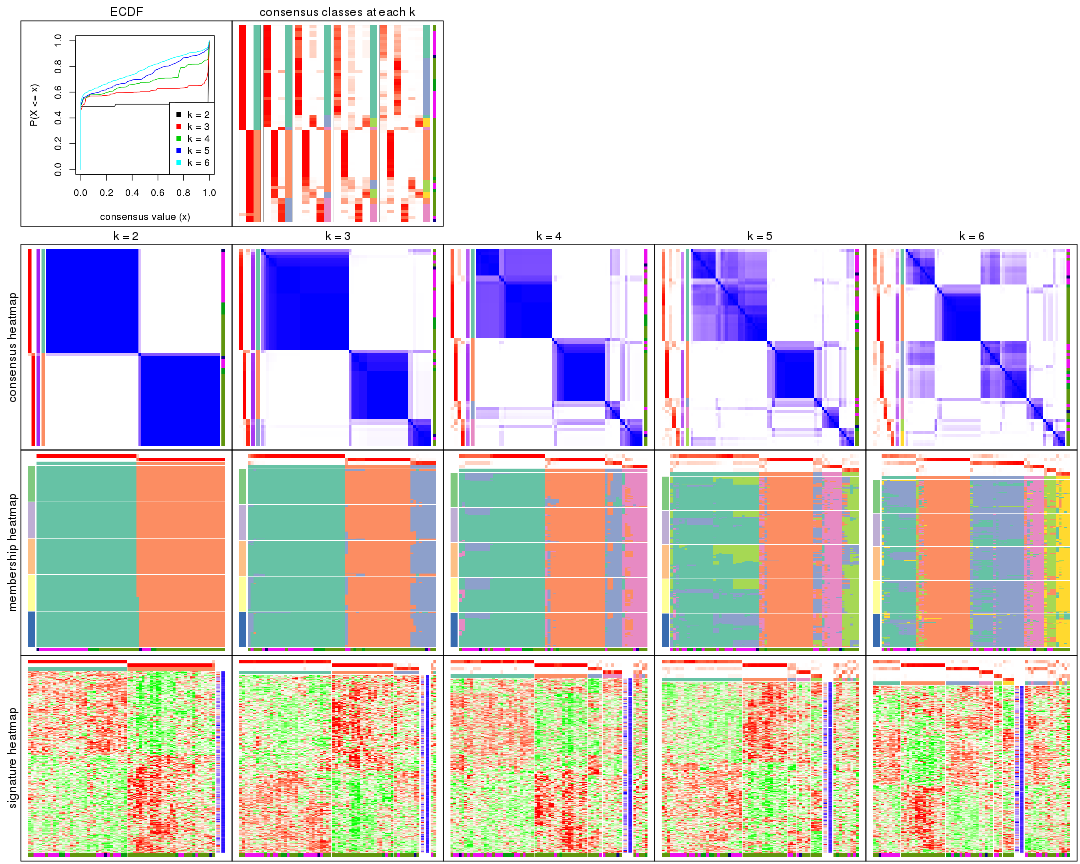 ECDF
consensus classes at each k
P(X <= x)
0.0 0.2 0.4 0.6 0.8 1.0
k = 2
k = 3
k = 4
k = 5
k = 6
0.0 0.2 0.4 0.6 0.8 1.0
consensus value (x)
k = 2
k = 3
k = 4
k = 5
k = 6
consensus heatmap
membership heatmap
signature heatmap